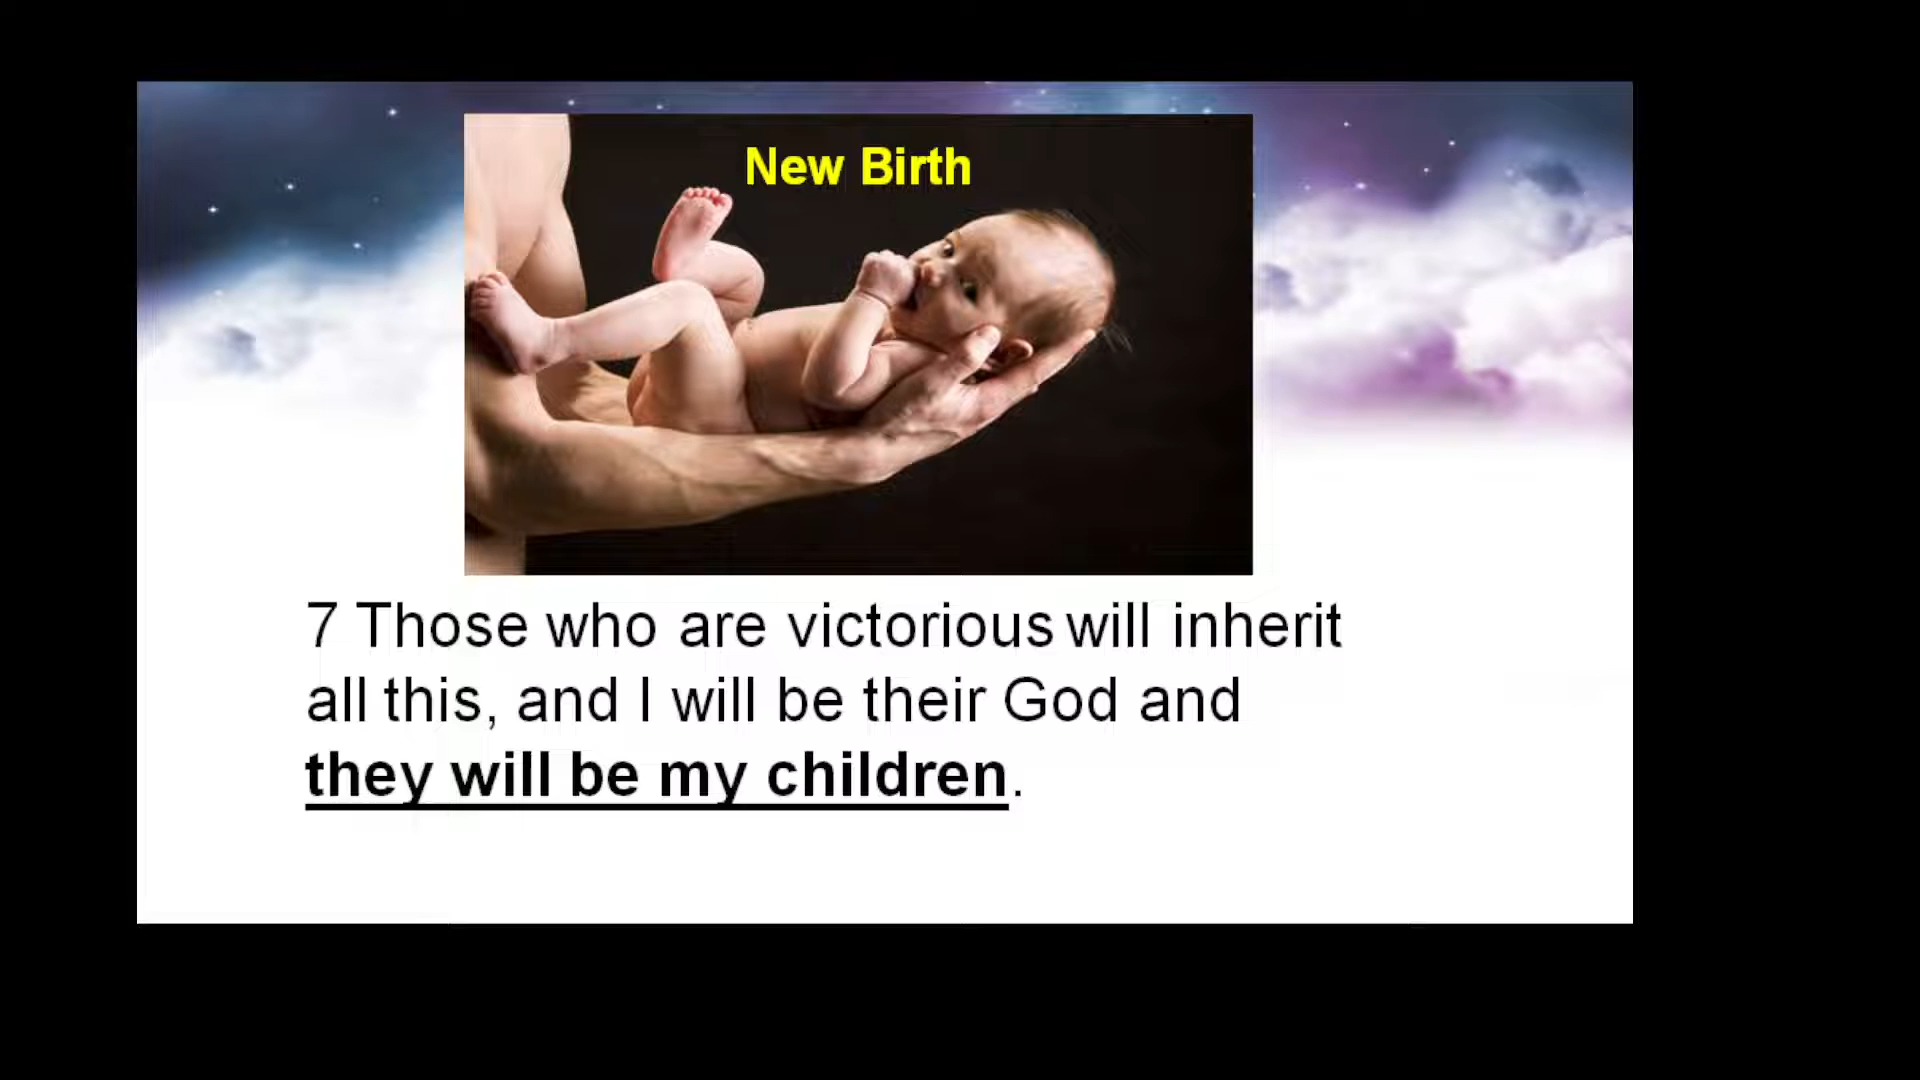 New Birth
7 Those who are victorious will inherit
all this, and I will be their God and
they will be my children.